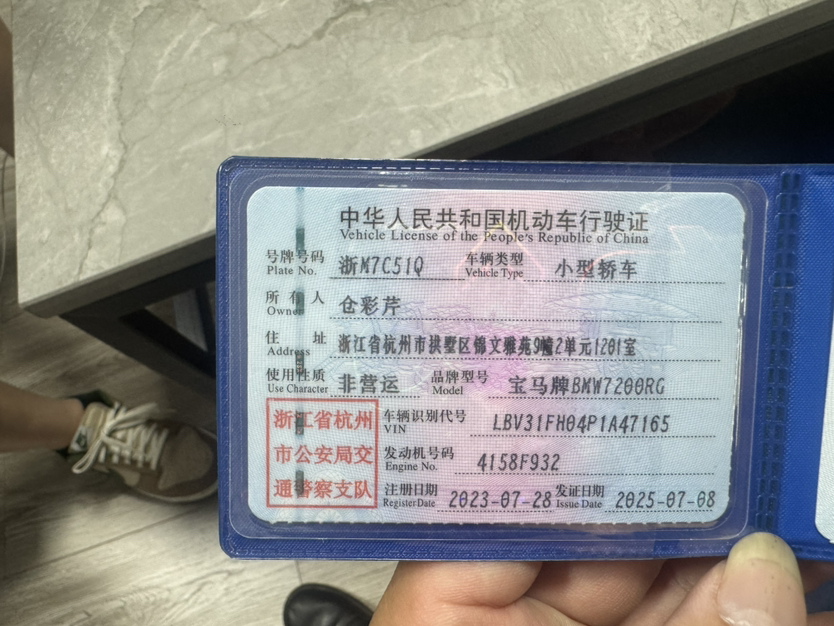 中华人民共和国机动车行驶证
Vehicle License of the People's Republic of China
号牌号码 浙M7C51Q 车辆类型 小型轿车
Plate No. Vehicle Type
所有人 仓彩芹
Owner
住址 浙江省杭州市拱墅区锦文雅苑9幢2单元1201室
Address
使用性质 非营运 品牌型号 宝马牌BMW7200RG
Use Character Model
浙江省杭州 车辆识别代号 LBV31FH04P1A47165
VIN
市公安局交 发动机号码 4158F932
Engine No.
通警察支队 注册日期 2023-07-28 发证日期 2025-07-08
Register Date Issue Date